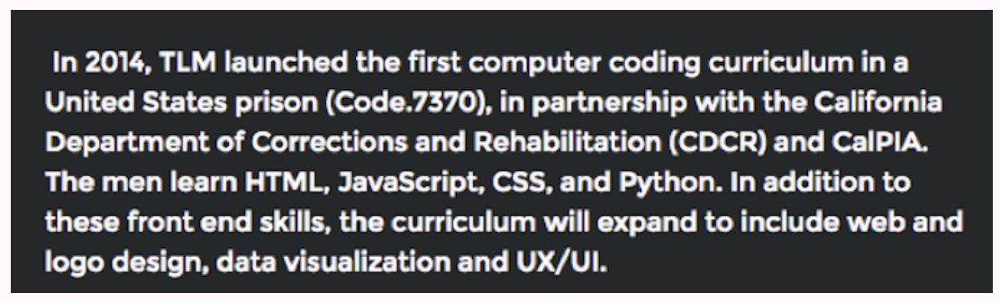 In 2014, TLM launched the first computer coding curriculum in a
United States prison (Code.7370), in partnership with the California
Department of Corrections and Rehabilitation (CDCR) and CalPIA.
The men learn HTML, JavaScript, CSS, and Python. In addition to
these front end skills, the curriculum will expand to include web and
logo design, data visualization and UX/UI.